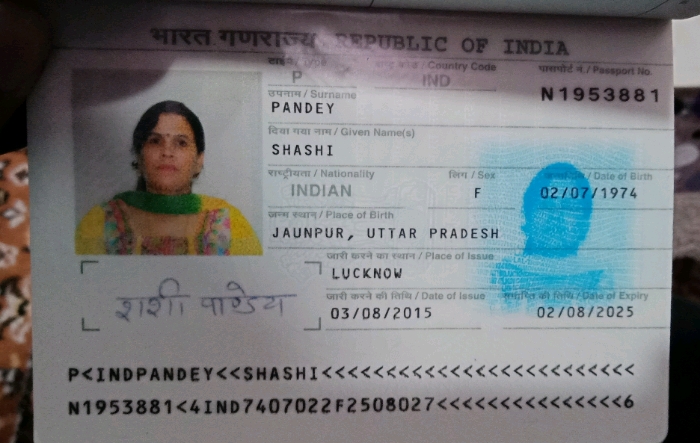 भारत गणराज्य REPUBLIC OF INDIA
टाइप / Type
राष्ट्र कोड / Country Code
पासपोर्ट नं. / Passport No.
P
IND
N1953881
उपनाम / Surname
PANDEY
दिया गया नाम / Given Name(s)
SHASHI
राष्ट्रीयता / Nationality
लिंग / Sex
/ Date of Birth
INDIAN
F
02/07/1974
जन्म स्थान / Place of Birth
JAUNPUR, UTTAR PRADESH
जारी करने का स्थान / Place of Issue
LUCKNOW
जारी करने की तिथि / Date of Issue
समाप्ति की तिथि / Date of Expiry
03/08/2015
02/08/2025
शशी पाण्डेय
P<INDPANDEY<<SHASHI<<<<<<<<<<<<<<<<<<<<<<<<<
N1953881<4IND7407022F2508027<<<<<<<<<<<<<<<6